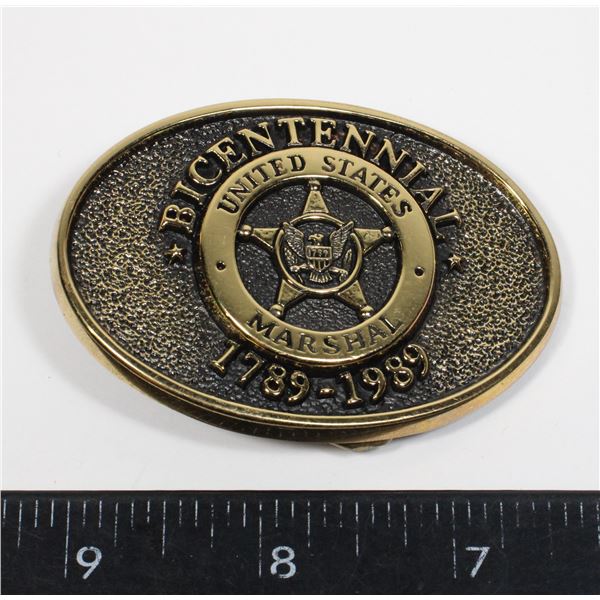 BICENTENNIAL
UNITED STATES
MARSHAL
1789-1989
9 8 7